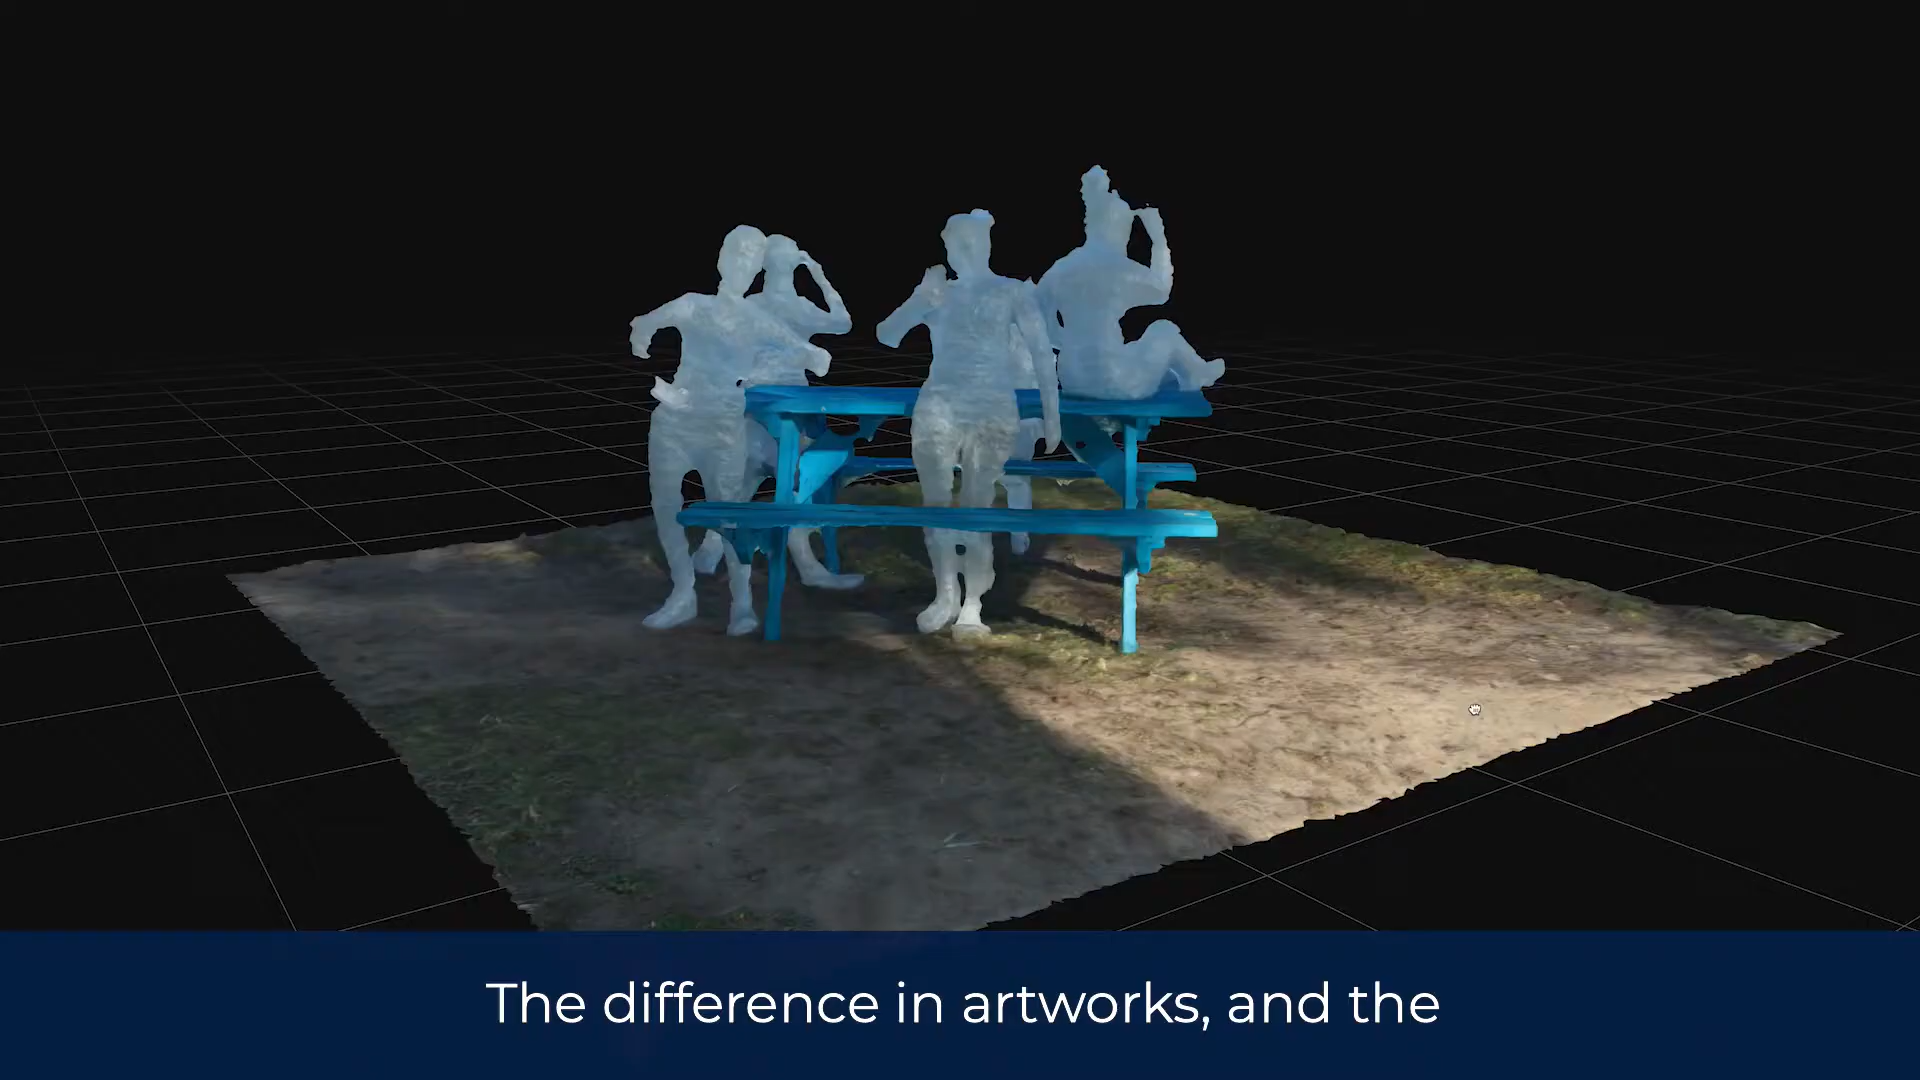 The difference in artworks, and the